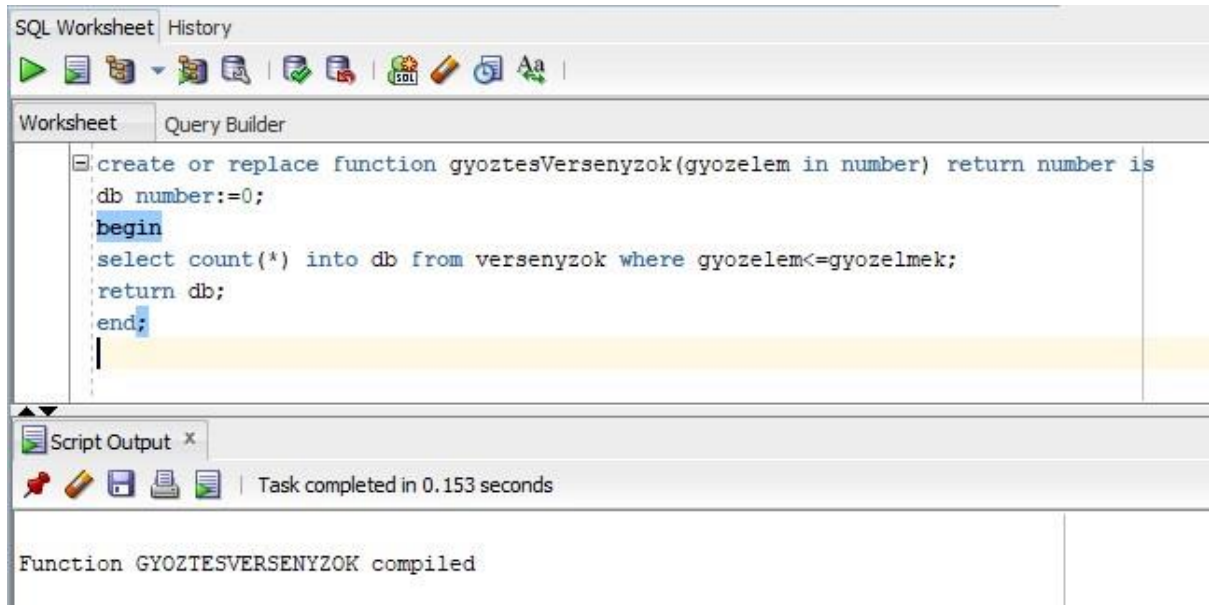 SQL Worksheet History
SQL Aa
Worksheet Query Builder
create or replace function gyoztesVersenyzok(gyozelem in number) return number is
db number:=0;
begin
select count(*) into db from versenyzok where gyozelem<=gyozelmek;
return db;
end;
Script Output x
Task completed in 0.153 seconds
Function GYOZTESVERSENYZOK compiled